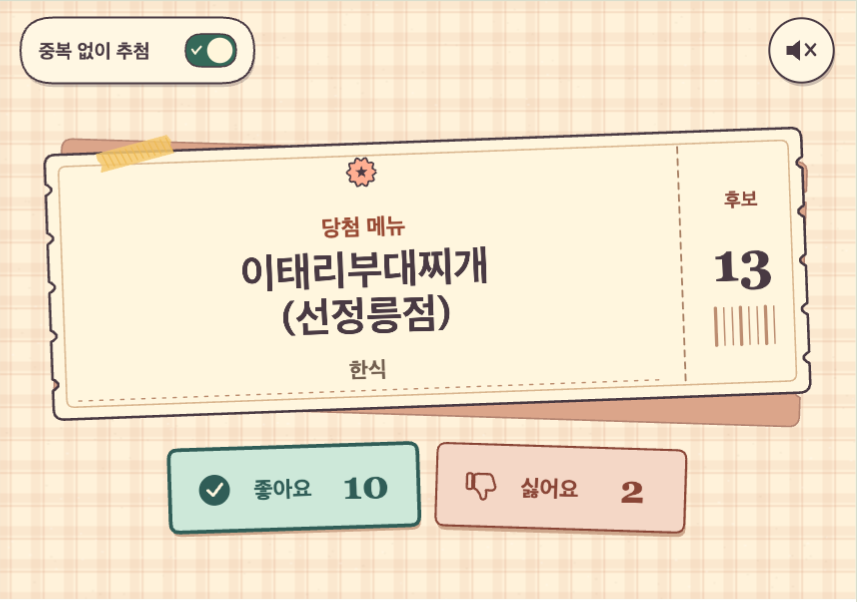 중복 없이 추첨
당첨 메뉴
이태리부대찌개
(선정릉점)
한식
후보
13
좋아요 10
싫어요 2